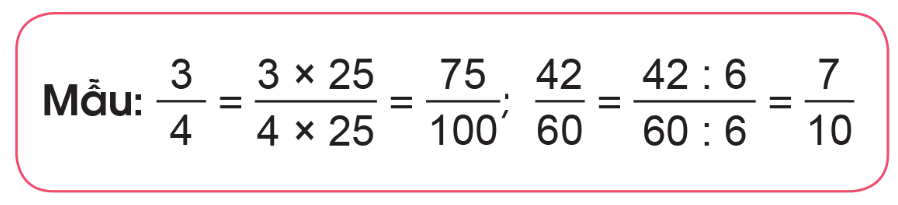 Mẫu: 3/4 = (3 × 25)/(4 × 25) = 75/100; 42/60 = (42 : 6)/(60 : 6) = 7/10